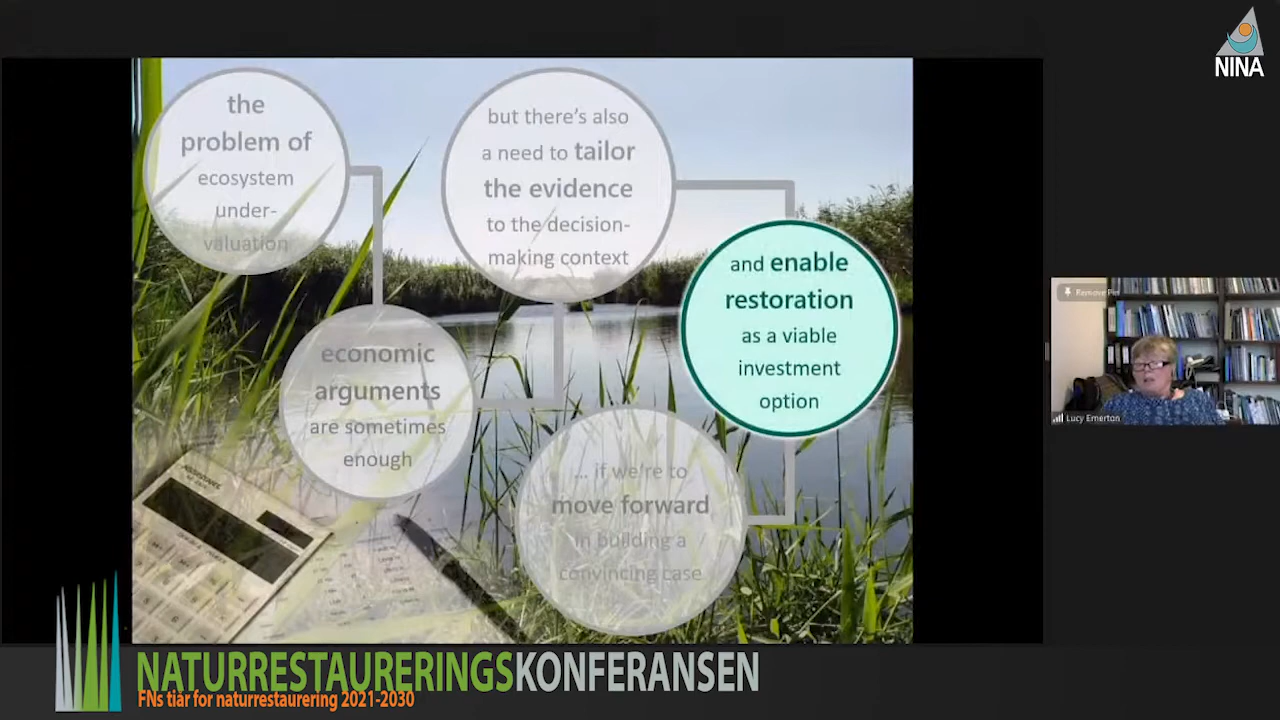 NINA
the
problem of
ecosystem
under-
valuation
economic
arguments
are sometimes
enough
but there's also
a need to tailor
the evidence
to the decision-
making context
and enable
restoration
as a viable
investment
option
... if we're to
move forward
in building a
convincing case
Lucy Emerton
NATURRESTAURERINGSKONFERANSEN
FNs tiår for naturrestaurering 2021-2030